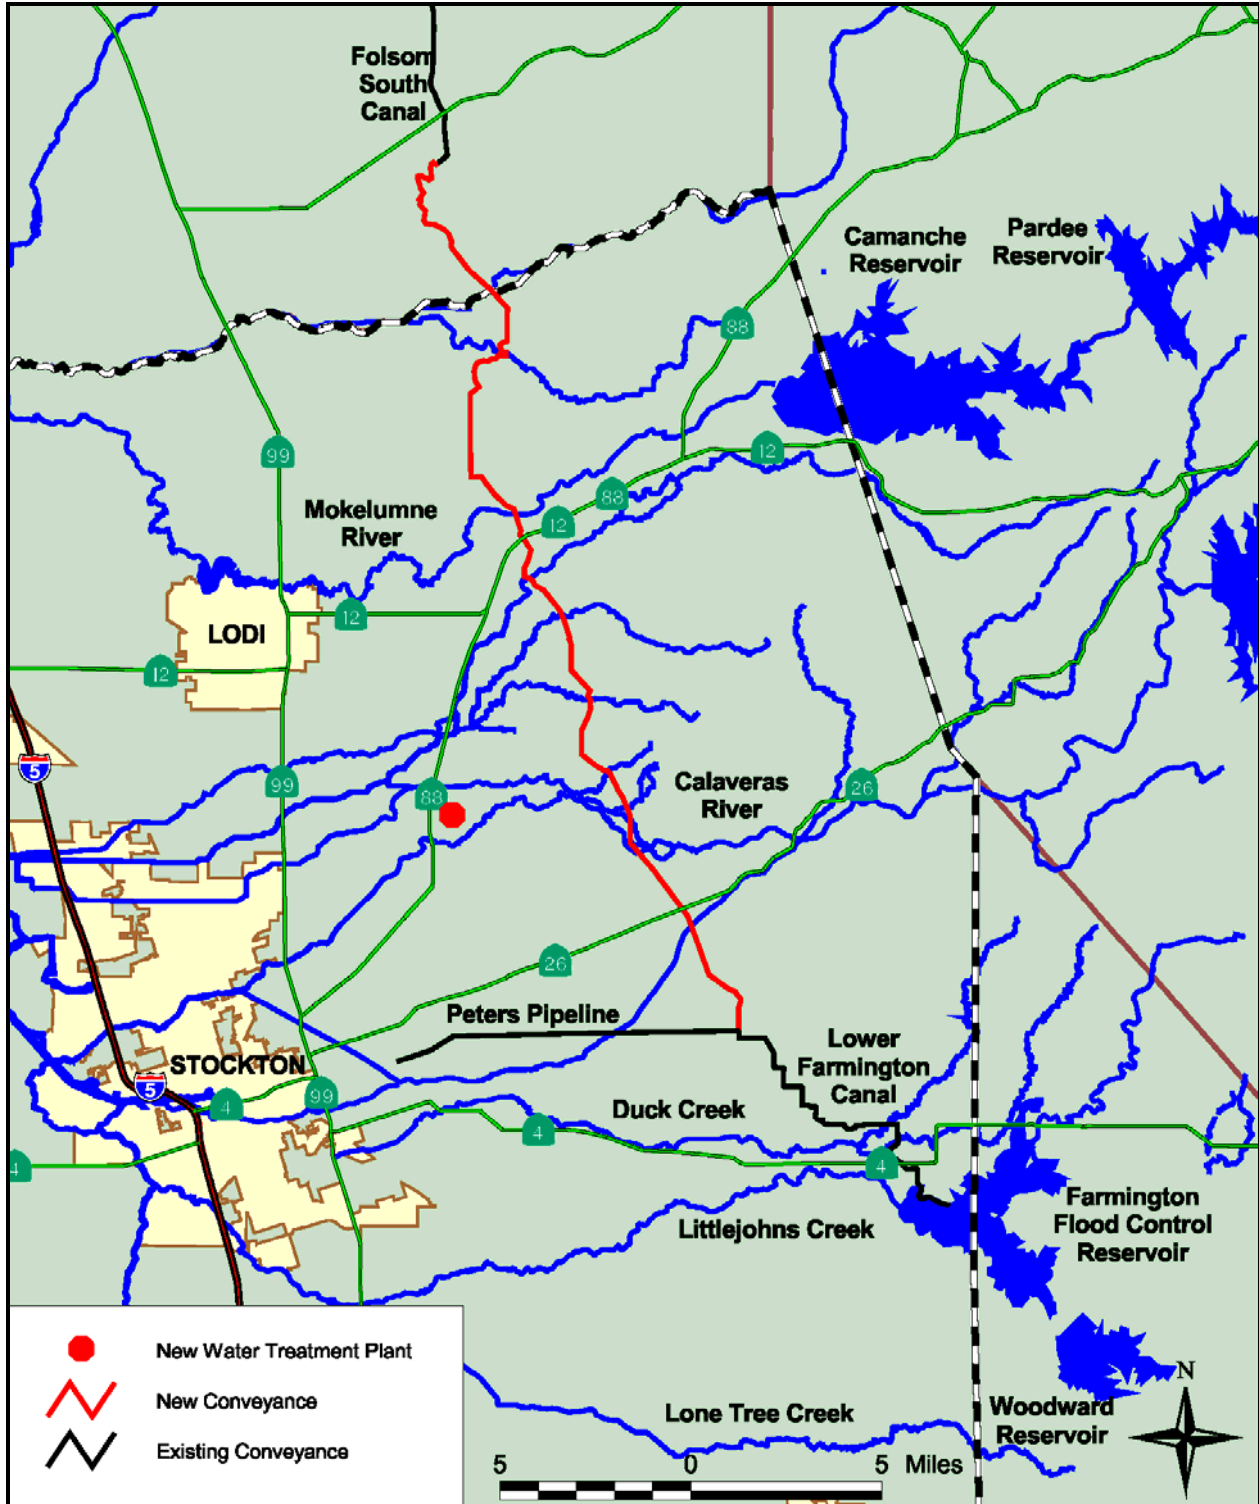 Folsom
South
Canal
Camanche
Reservoir
Pardee
Reservoir
88
99
12
88
12
Mokelumne
River
12
LODI
12
5
99
88
26
Calaveras
River
26
Peters Pipeline
Lower
Farmington
Canal
STOCKTON
5
4
99
Duck Creek
4
4
4
Littlejohns Creek
Farmington
Flood Control
Reservoir
New Water Treatment Plant
New Conveyance
Existing Conveyance
Lone Tree Creek
Woodward
Reservoir
N
5 0 5 Miles